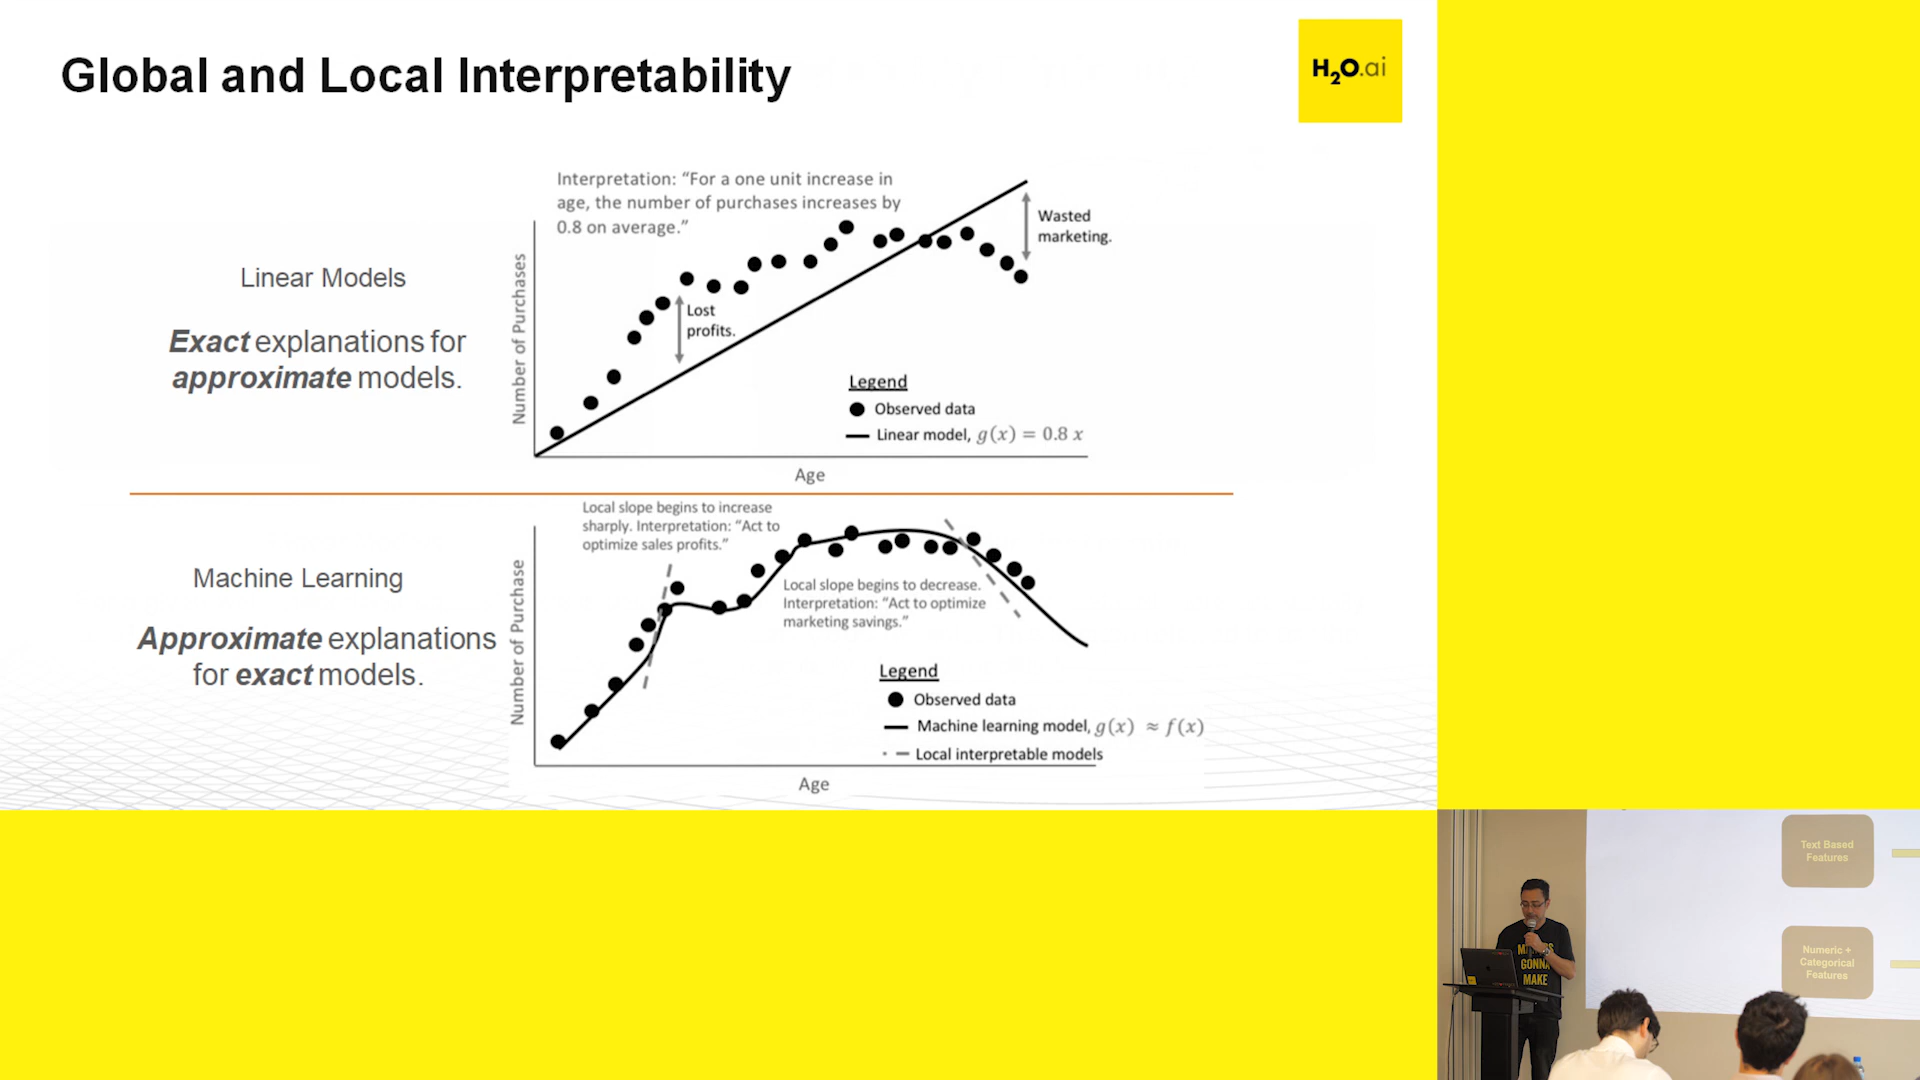 Global and Local Interpretability
H2O.ai
Interpretation: “For a one unit increase in
age, the number of purchases increases by
0.8 on average.”
Wasted
marketing.
Linear Models
Exact explanations for
approximate models.
Number of Purchases
Lost
profits.
Legend
Observed data
Linear model, g(x) = 0.8 x
Age
Local slope begins to increase
sharply. Interpretation: “Act to
optimize sales profits.”
Machine Learning
Approximate explanations
for exact models.
Number of Purchase
Local slope begins to decrease.
Interpretation: “Act to optimize
marketing savings.”
Legend
Observed data
Machine learning model, g(x) ≈ f(x)
Local interpretable models
Age
Text Based
Features
Numeric +
Categorical
Features
GONNA
MAKE